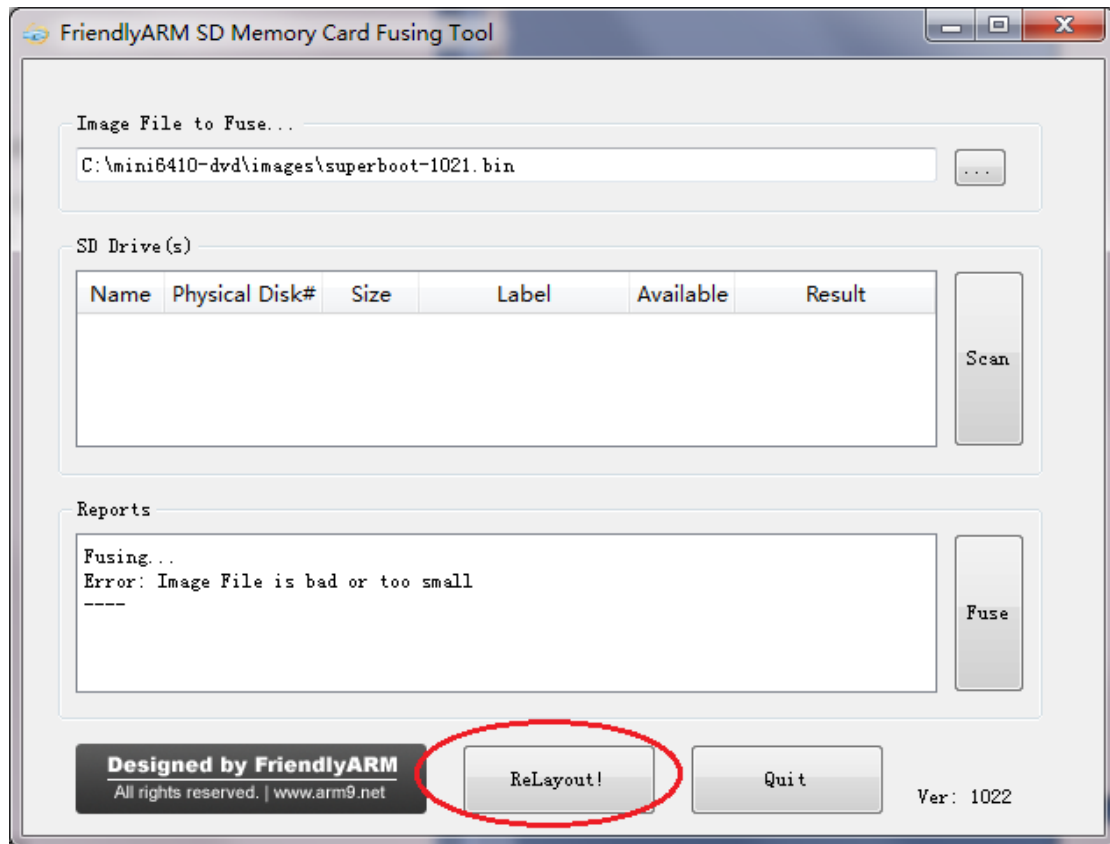 FriendlyARM SD Memory Card Fusing Tool
Image File to Fuse...
C:\mini6410-dvd\images\superboot-1021.bin
...
SD Drive(s)
Name Physical Disk# Size Label Available Result
Scan
Reports
Fusing...
Error: Image File is bad or too small
----
Fuse
Designed by FriendlyARM
All rights reserved. | www.arm9.net
ReLayout!
Quit
Ver: 1022